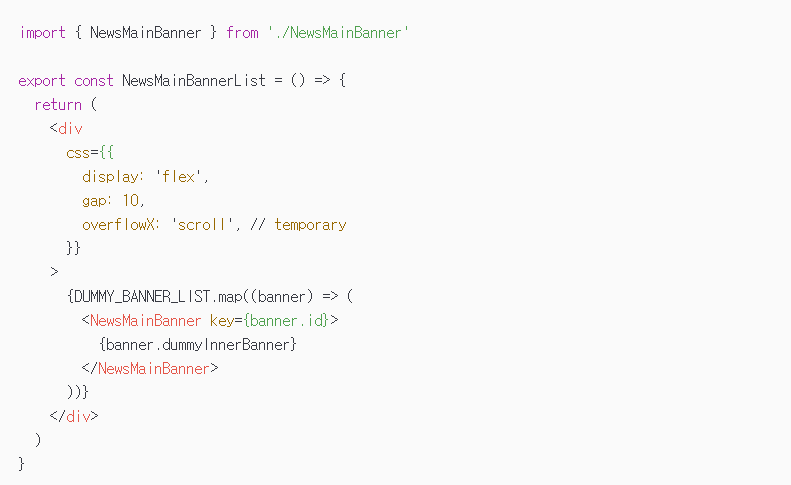 import { NewsMainBanner } from './NewsMainBanner'

export const NewsMainBannerList = () => {
  return (
    <div
      css={{
        display: 'flex',
        gap: 10,
        overflowX: 'scroll', // temporary
      }}
    >
      {DUMMY_BANNER_LIST.map((banner) => (
        <NewsMainBanner key={banner.id}>
          {banner.dummyInnerBanner}
        </NewsMainBanner>
      ))}
    </div>
  )
}